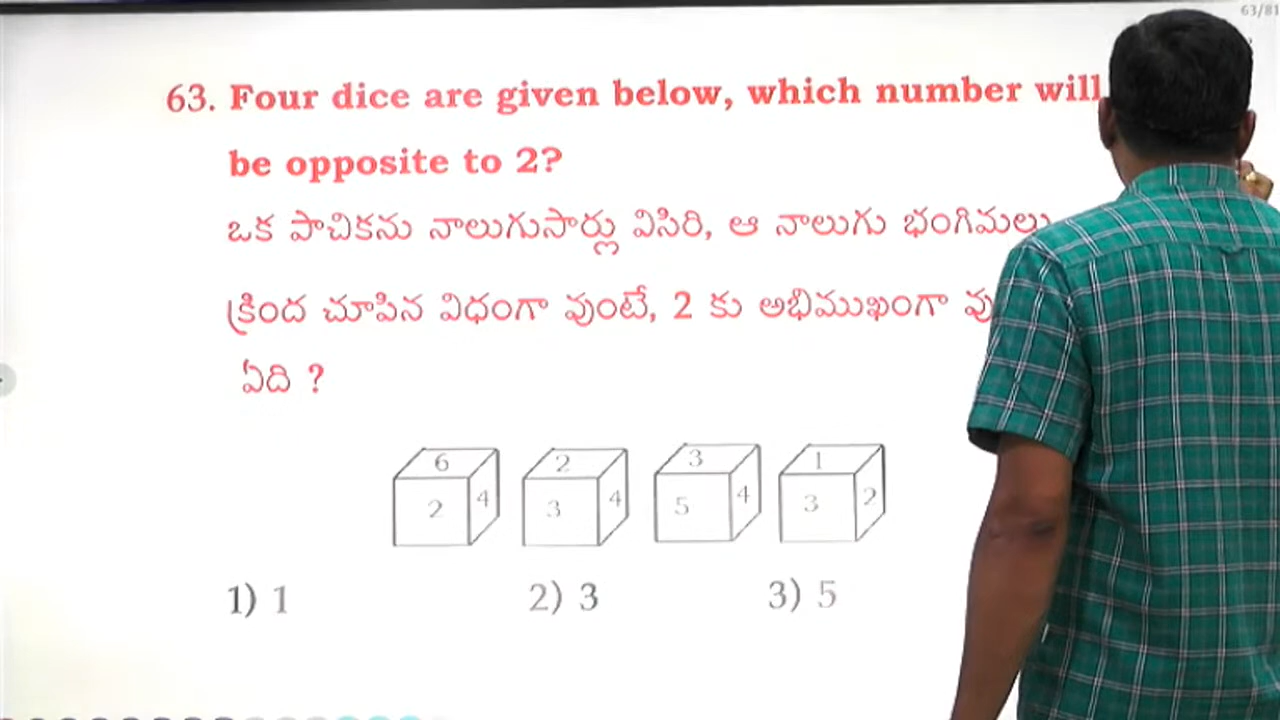 63/81
63. Four dice are given below, which number will
be opposite to 2?
ఒక పాచికను నాలుగుసార్లు విసిరి, ఆ నాలుగు భంగిమలు
క్రింద చూపిన విధంగా వుంటే, 2 కు అభిముఖంగా
ఏది ?
6 2 3 1
2 4 3 4 5 4 3 2
1) 1 2) 3 3) 5